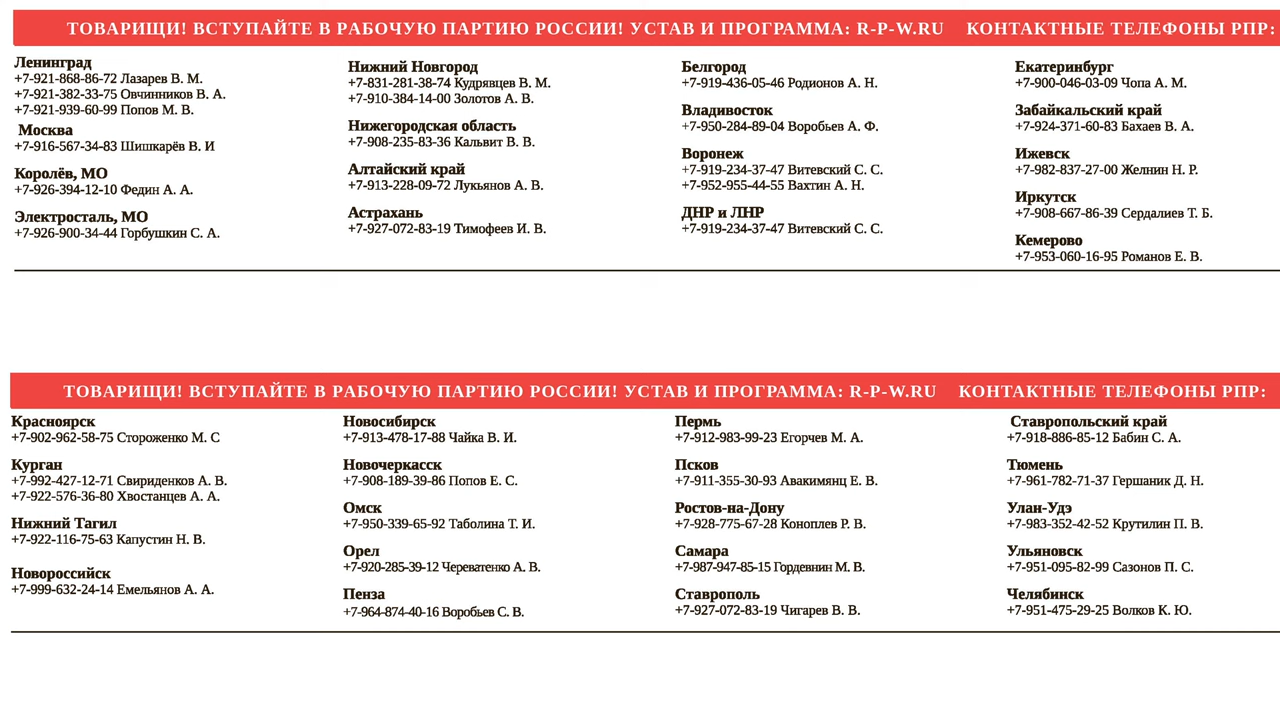 ТОВАРИЩИ! ВСТУПАЙТЕ В РАБОЧУЮ ПАРТИЮ РОССИИ! УСТАВ И ПРОГРАММА: R-P-W.RU КОНТАКТНЫЕ ТЕЛЕФОНЫ РПР:
Ленинград
+7-921-868-86-72 Лазарев В. М.
+7-921-382-33-75 Овчинников В. А.
+7-921-939-60-99 Попов М. В.
Москва
+7-916-567-34-83 Шишкарёв В. И
Королёв, МО
+7-926-394-12-10 Федин А. А.
Электросталь, МО
+7-926-900-34-44 Горбушкин С. А.
Нижний Новгород
+7-831-281-38-74 Кудрявцев В. М.
+7-910-384-14-00 Золотов А. В.
Нижегородская область
+7-908-235-83-36 Кальвит В. В.
Алтайский край
+7-913-228-09-72 Лукьянов А. В.
Астрахань
+7-927-072-83-19 Тимофеев И. В.
Белгород
+7-919-436-05-46 Родионов А. Н.
Владивосток
+7-950-284-89-04 Воробьев А. Ф.
Воронеж
+7-919-234-37-47 Витевский С. С.
+7-952-955-44-55 Вахтин А. Н.
ДНР и ЛНР
+7-919-234-37-47 Витевский С. С.
Екатеринбург
+7-900-046-03-09 Чопа А. М.
Забайкальский край
+7-924-371-60-83 Бахаев В. А.
Ижевск
+7-982-837-27-00 Желнин Н. Р.
Иркутск
+7-908-667-86-39 Сердалиев Т. Б.
Кемерово
+7-953-060-16-95 Романов Е. В.
ТОВАРИЩИ! ВСТУПАЙТЕ В РАБОЧУЮ ПАРТИЮ РОССИИ! УСТАВ И ПРОГРАММА: R-P-W.RU КОНТАКТНЫЕ ТЕЛЕФОНЫ РПР:
Красноярск
+7-902-962-58-75 Стороженко М. С
Курган
+7-992-427-12-71 Свириденков А. В.
+7-922-576-36-80 Хвостанцев А. А.
Нижний Тагил
+7-922-116-75-63 Капустин Н. В.
Новороссийск
+7-999-632-24-14 Емельянов А. А.
Новосибирск
+7-913-478-17-88 Чайка В. И.
Новочеркасск
+7-908-189-39-86 Попов Е. С.
Омск
+7-950-339-65-92 Таболина Т. И.
Орел
+7-920-285-39-12 Череватенко А. В.
Пенза
+7-964-874-40-16 Воробьев С. В.
Пермь
+7-912-983-99-23 Егорчев М. А.
Псков
+7-911-355-30-93 Авакимянц Е. В.
Ростов-на-Дону
+7-928-775-67-28 Коноплев Р. В.
Самара
+7-987-947-85-15 Гордевнин М. В.
Ставрополь
+7-927-072-83-19 Чигарев В. В.
Ставропольский край
+7-918-886-85-12 Бабин С. А.
Тюмень
+7-961-782-71-37 Гершаник Д. Н.
Улан-Удэ
+7-983-352-42-52 Крутилин П. В.
Ульяновск
+7-951-095-82-99 Сазонов П. С.
Челябинск
+7-951-475-29-25 Волков К. Ю.